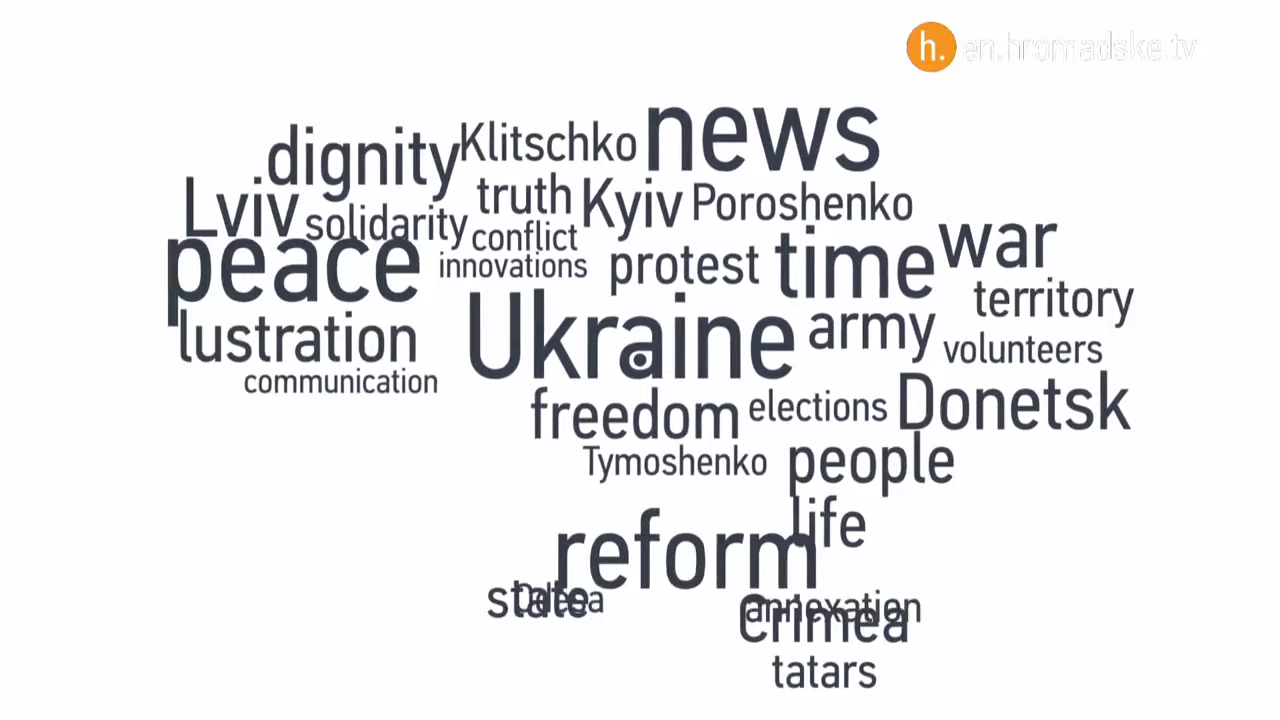 h. en.hromadske.tv
news
dignity Klitschko
truth Kyiv Poroshenko
Lviv solidarity conflict
peace innovations protest time war
territory
lustration Ukraine army volunteers
communication
freedom elections Donetsk
Tymoshenko people
life
reform
state Odessa
annexation
Crimea
tatars